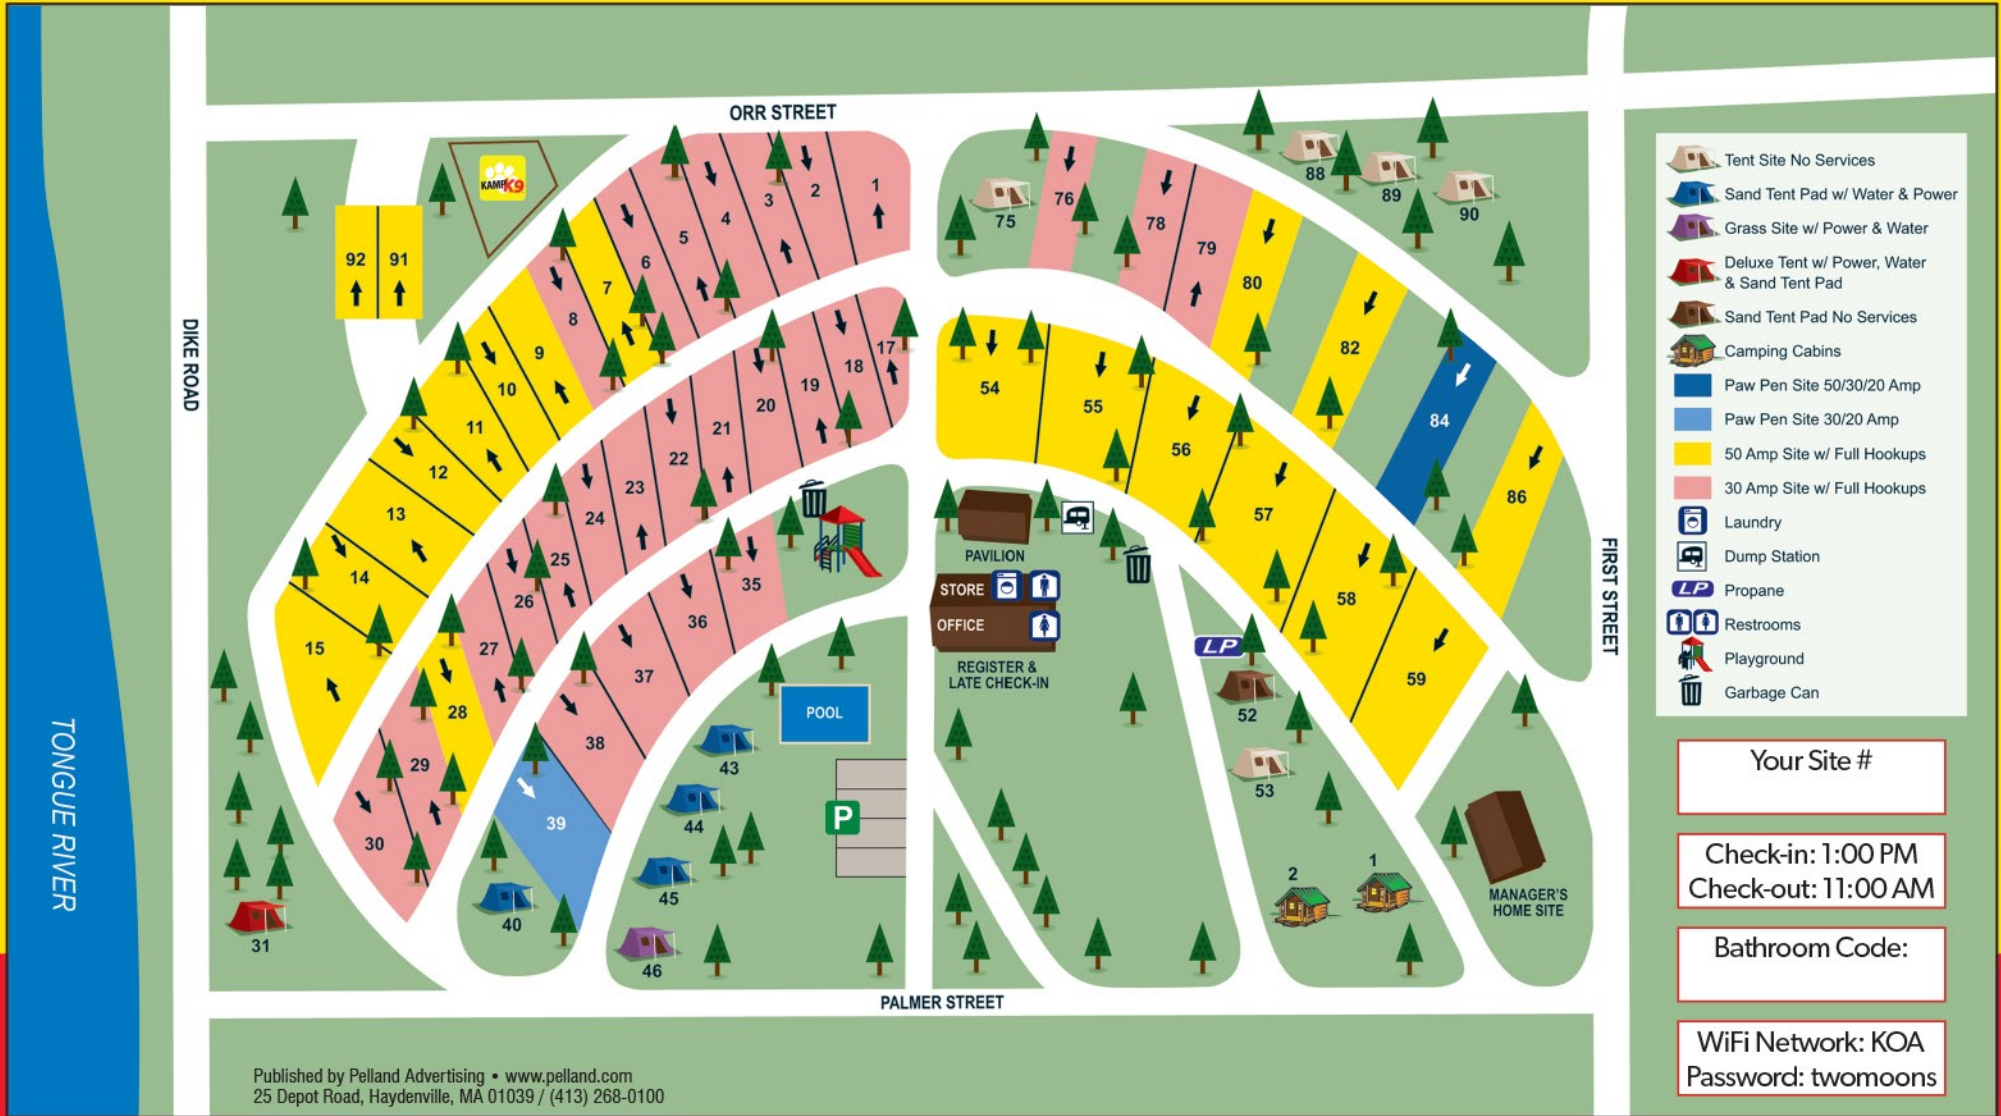 ORR STREET
KAMP K9
92
91
8
7
6
5
4
3
2
1
15
14
13
12
11
10
9
30
29
28
27
26
25
24
23
22
21
20
19
18
17
39
38
37
36
35
31
40
43
44
45
46
POOL
P
75
76
78
79
80
82
84
86
88
89
90
54
55
56
57
58
59
PAVILION
STORE
OFFICE
REGISTER &
LATE CHECK-IN
LP
52
53
2
1
MANAGER'S
HOME SITE
DIKE ROAD
TONGUE RIVER
FIRST STREET
PALMER STREET
Tent Site No Services
Sand Tent Pad w/ Water & Power
Grass Site w/ Power & Water
Deluxe Tent w/ Power, Water
& Sand Tent Pad
Sand Tent Pad No Services
Camping Cabins
Paw Pen Site 50/30/20 Amp
Paw Pen Site 30/20 Amp
50 Amp Site w/ Full Hookups
30 Amp Site w/ Full Hookups
Laundry
Dump Station
LP Propane
Restrooms
Playground
Garbage Can
Your Site #
Check-in: 1:00 PM
Check-out: 11:00 AM
Bathroom Code:
WiFi Network: KOA
Password: twomoons
Published by Pelland Advertising • www.pelland.com
25 Depot Road, Haydenville, MA 01039 / (413) 268-0100